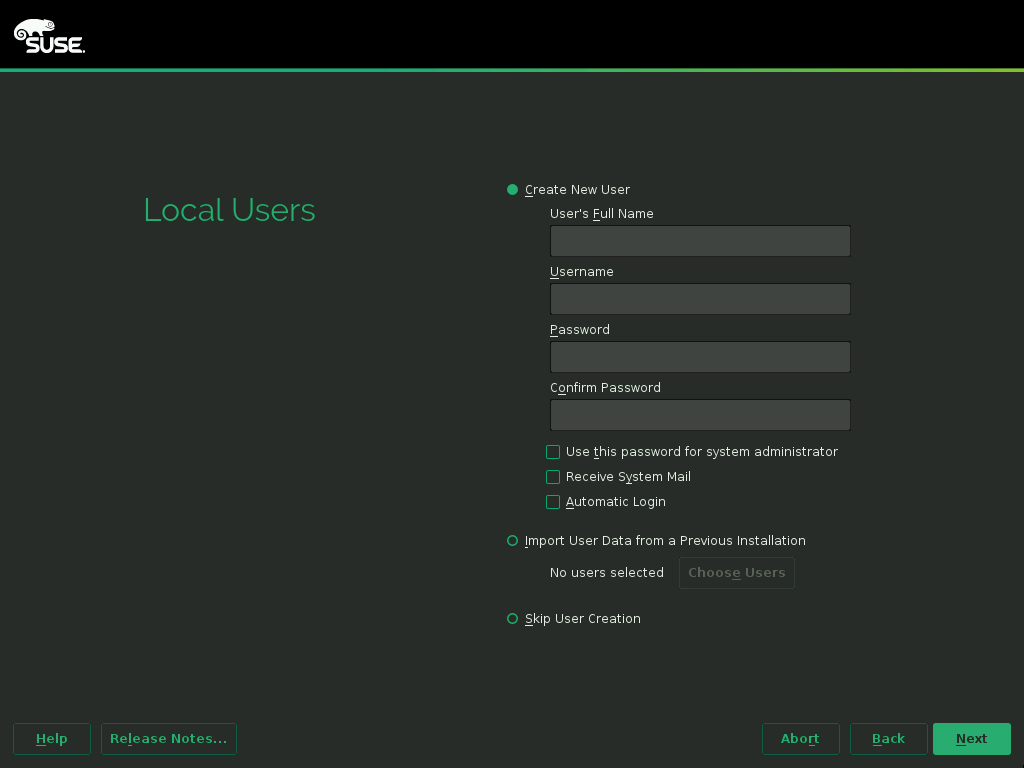 SUSE.
Local Users
Create New User
User's Full Name
Username
Password
Confirm Password
Use this password for system administrator
Receive System Mail
Automatic Login
Import User Data from a Previous Installation
No users selected Choose Users
Skip User Creation
Help Release Notes... Abort Back Next